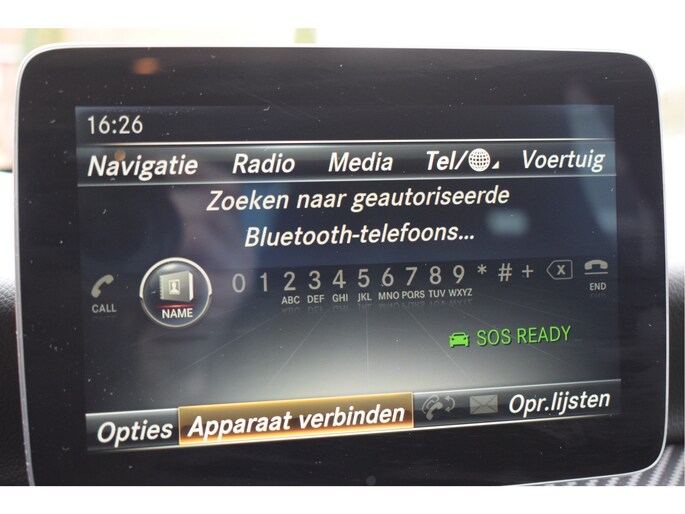 16:26
Navigatie Radio Media Tel/ Voertuig
Zoeken naar geautoriseerde
Bluetooth-telefoons...
CALL NAME 0 1 2 3 4 5 6 7 8 9 * # + X END
ABC DEF GHI JKL MNO PQRS TUV WXYZ
SOS READY
Opties Apparaat verbinden Opr.lijsten